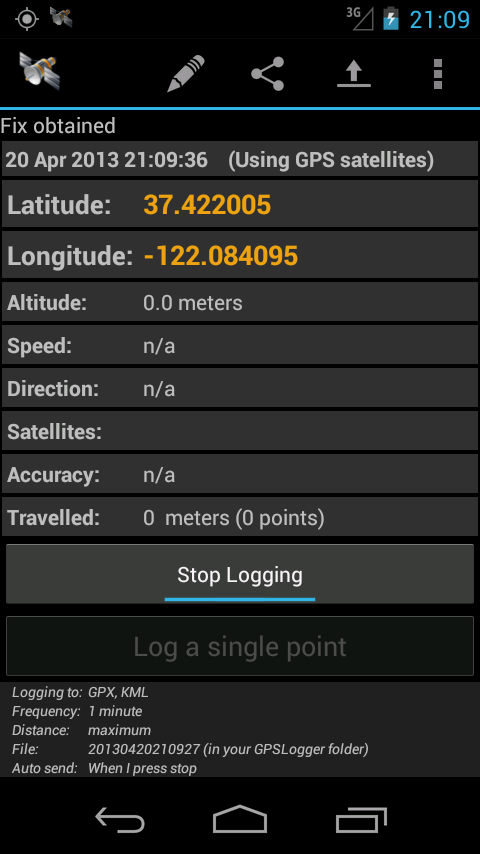 3G 21:09
Fix obtained
20 Apr 2013 21:09:36 (Using GPS satellites)
Latitude: 37.422005
Longitude: -122.084095
Altitude: 0.0 meters
Speed: n/a
Direction: n/a
Satellites:
Accuracy: n/a
Travelled: 0 meters (0 points)
Stop Logging
Log a single point
Logging to: GPX, KML
Frequency: 1 minute
Distance: maximum
File: 20130420210927 (in your GPSLogger folder)
Auto send: When I press stop